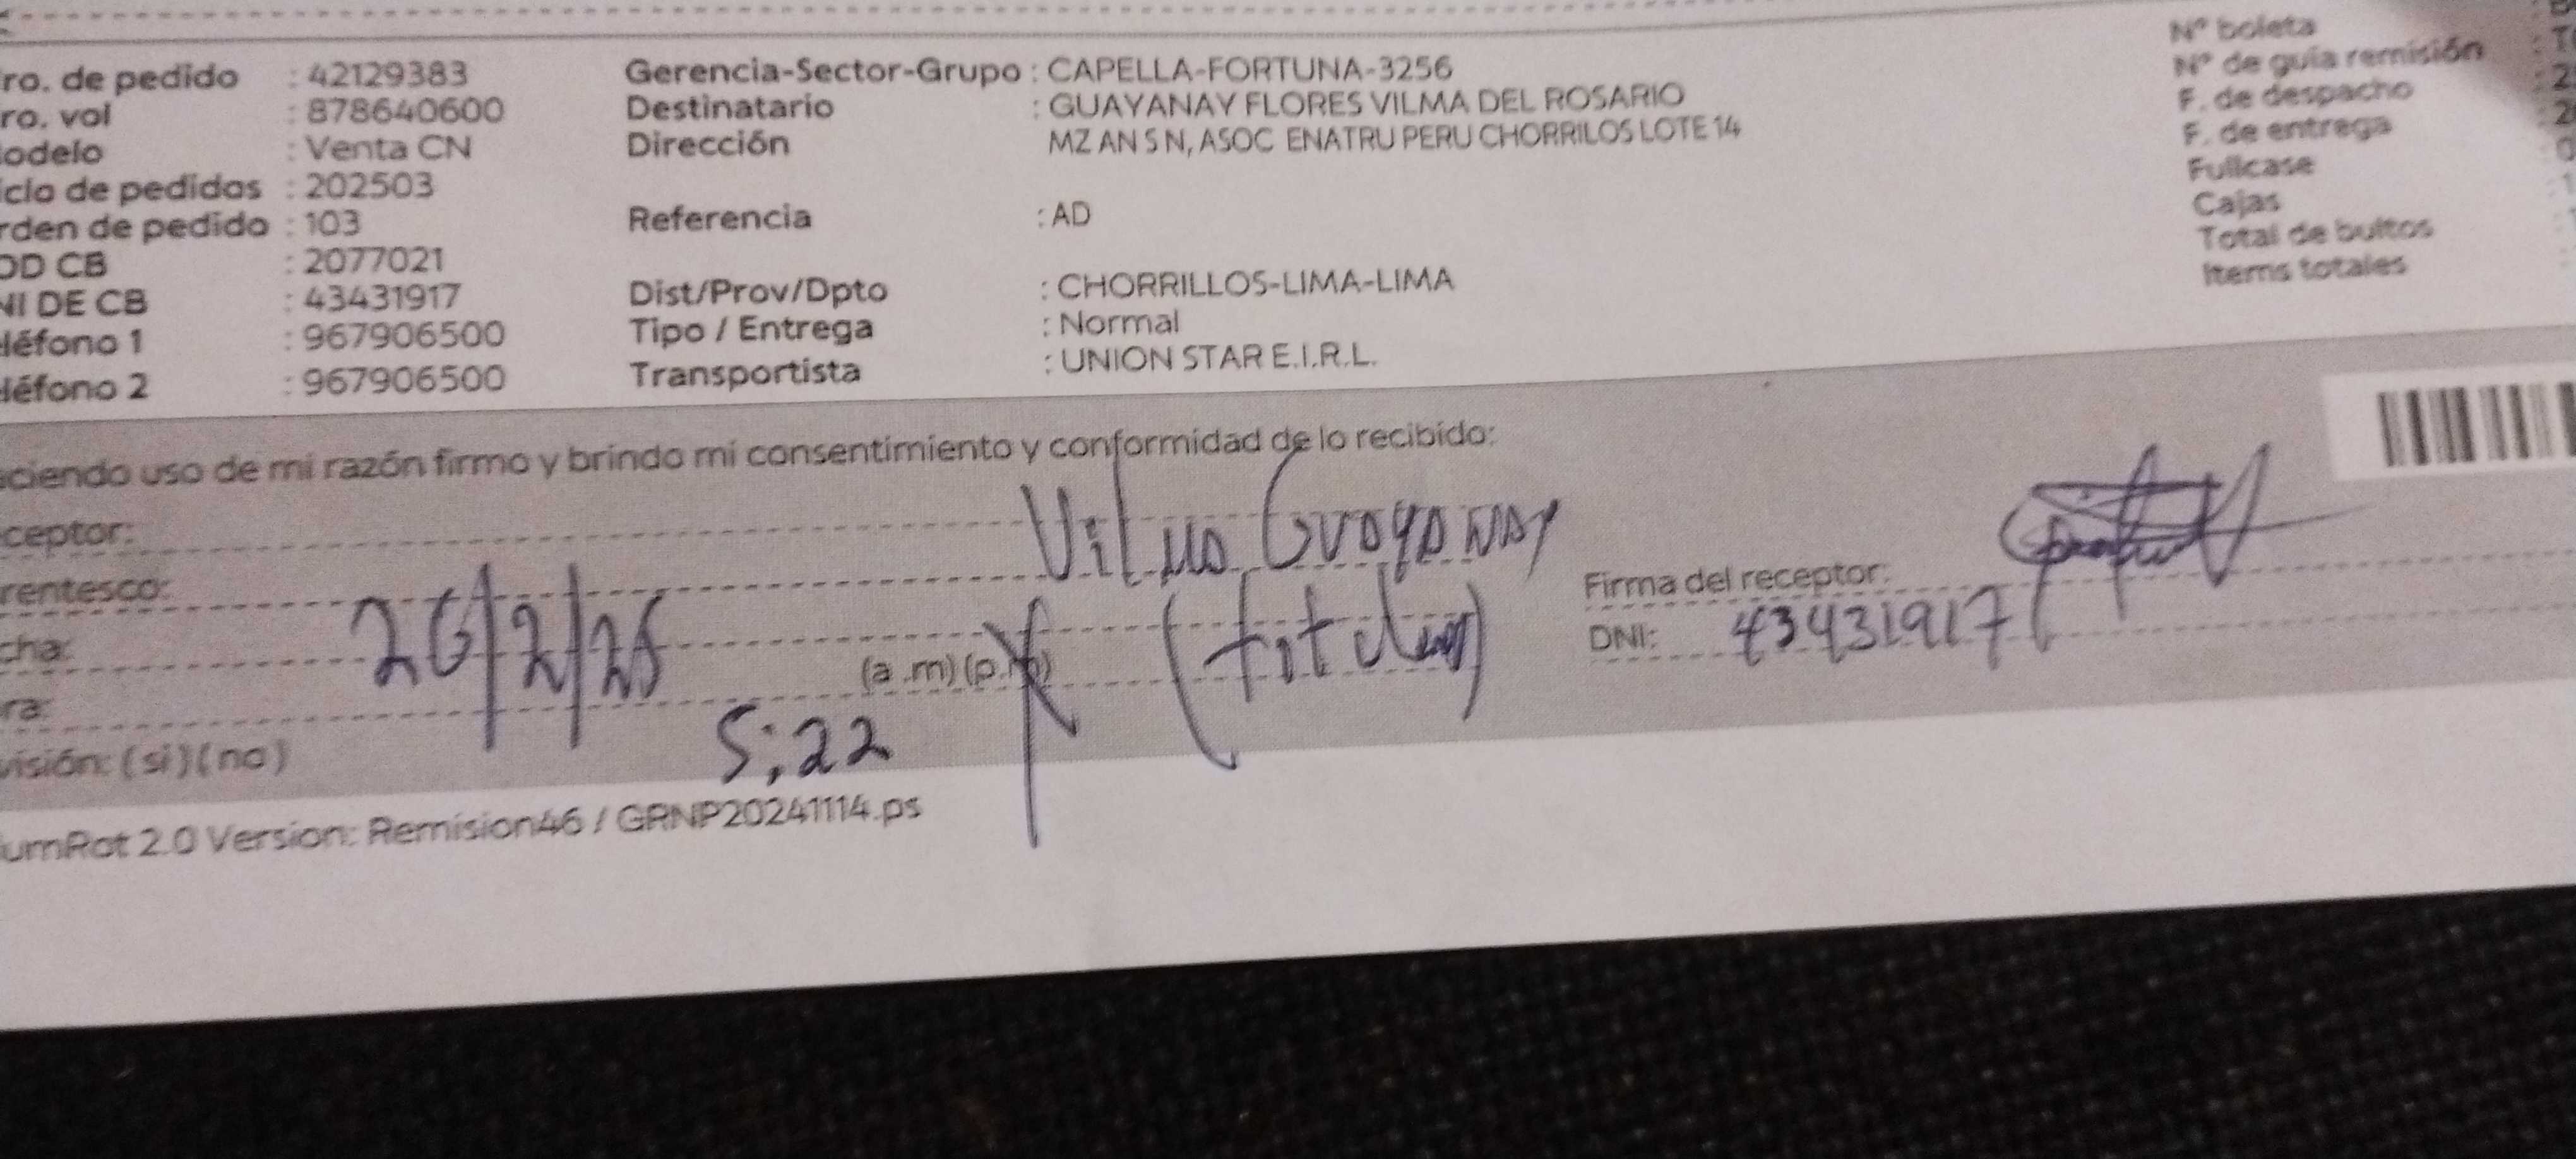 ro. de pedido : 42129383 Gerencia-Sector-Grupo : CAPELLA-FORTUNA-3256 N° boleta
ro. vol : 878640600 Destinatario : GUAYANAY FLORES VILMA DEL ROSARIO N° de guía remisión
odelo : Venta CN Dirección MZ AN S N, ASOC ENATRU PERU CHORRILOS LOTE 14 F. de despacho
iclo de pedidos : 202503 F. de entrega
rden de pedido : 103 Referencia : AD Fullcase
OD CB : 2077021 Cajas
NI DE CB : 43431917 Dist/Prov/Dpto : CHORRILLOS-LIMA-LIMA Total de bultos
léfono 1 : 967906500 Tipo / Entrega : Normal Items totales
léfono 2 : 967906500 Transportista : UNION STAR E.I.R.L.
aciendo uso de mi razón firmo y brindo mi consentimiento y conformidad de lo recibido:
ceptor: Vilma Guayanay
rentesco: (titular) Firma del receptor:
cha: 26/2/25 DNI: 43431917
ra: 5:22 (a .m) (p.m)
visión: (si) (no)
umRot 2.0 Version: Remision46 / GRNP20241114.ps